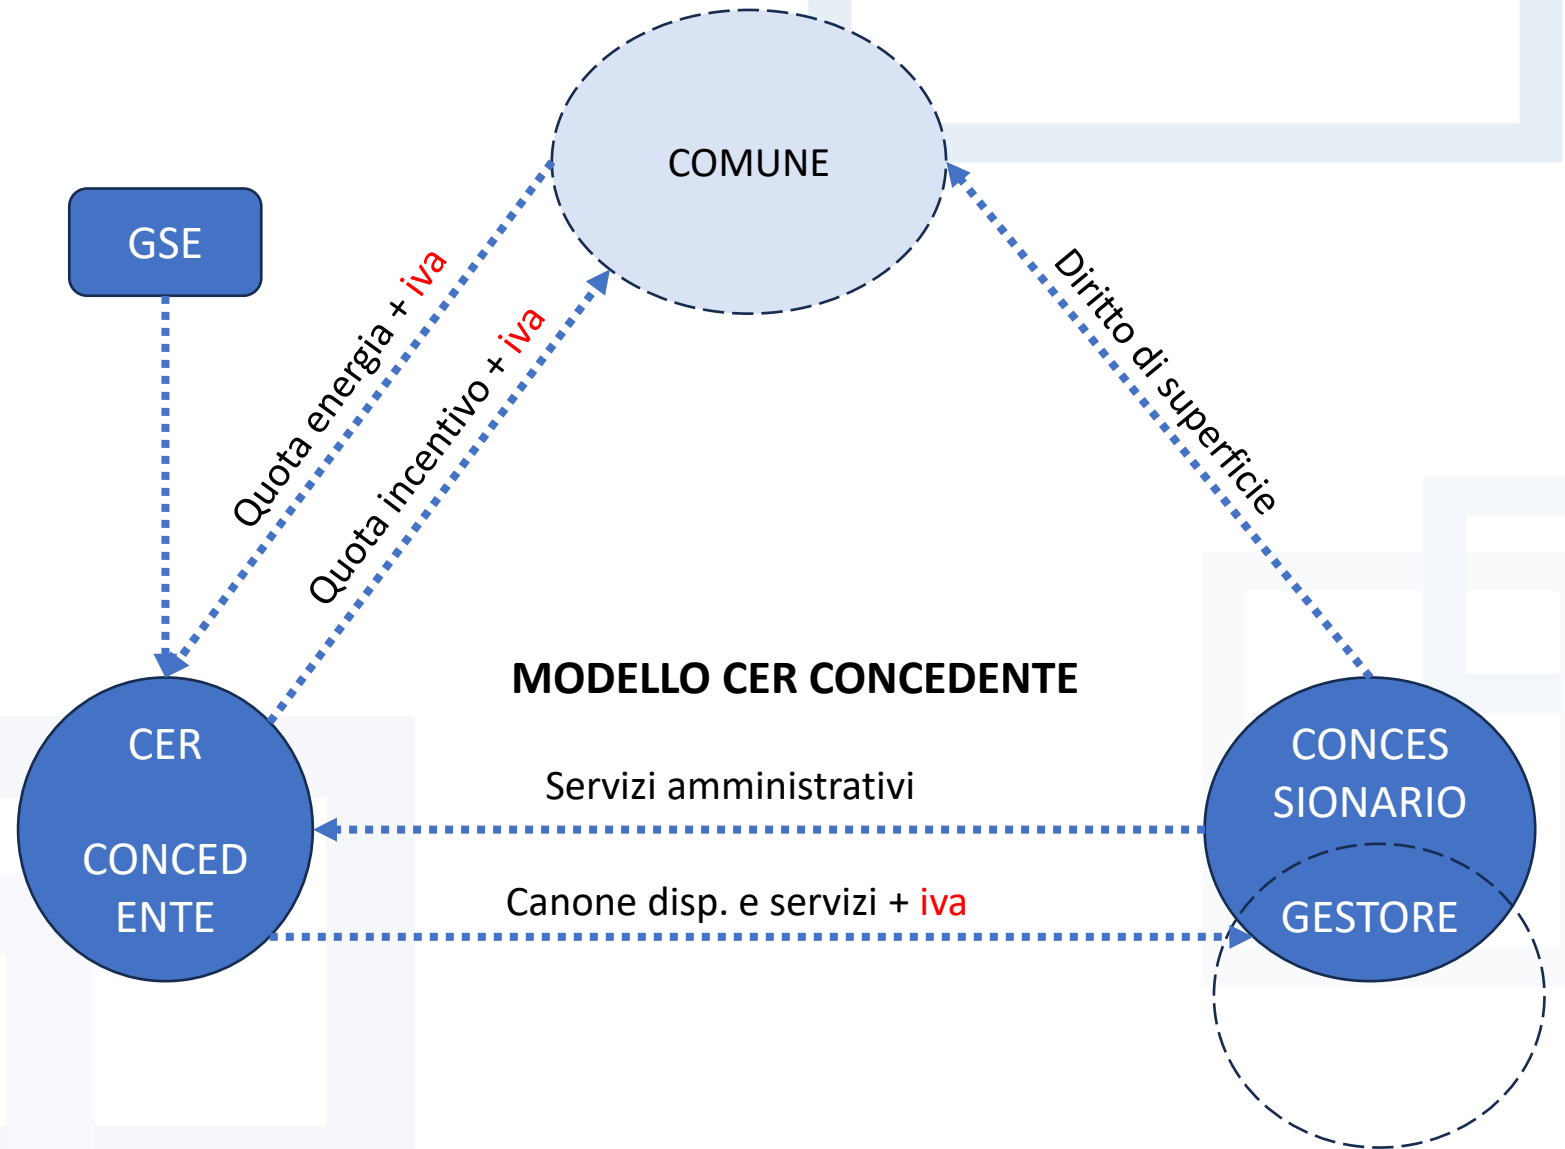 COMUNE
GSE
Quota energia + iva
Quota incentivo + iva
Diritto di superficie
MODELLO CER CONCEDENTE
CER
CONCED
ENTE
Servizi amministrativi
Canone disp. e servizi + iva
CONCES
SIONARIO
GESTORE